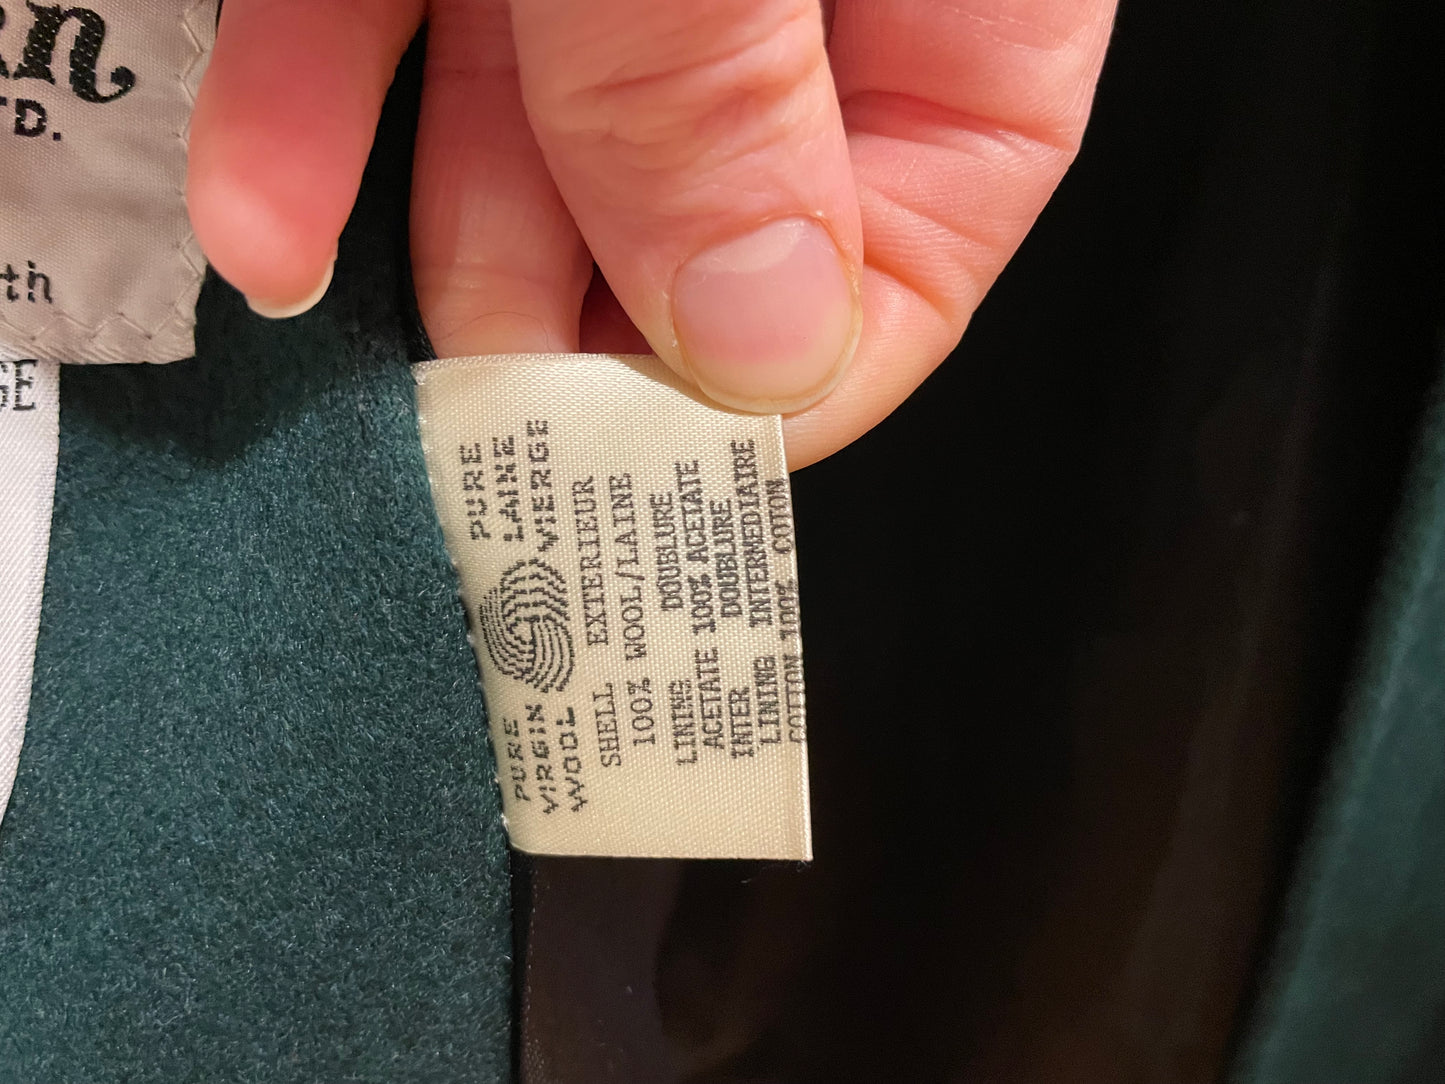 TD.
PURE
VIRGIN
WOOL
PURE
LAINE
VIERGE
SHELL EXTERIEUR
100% WOOL/LAINE
LINING DOUBLURE
ACETATE 100% ACETATE
INTER DOUBLURE
LINING INTERMEDIAIRE
COTTON 100% COTON